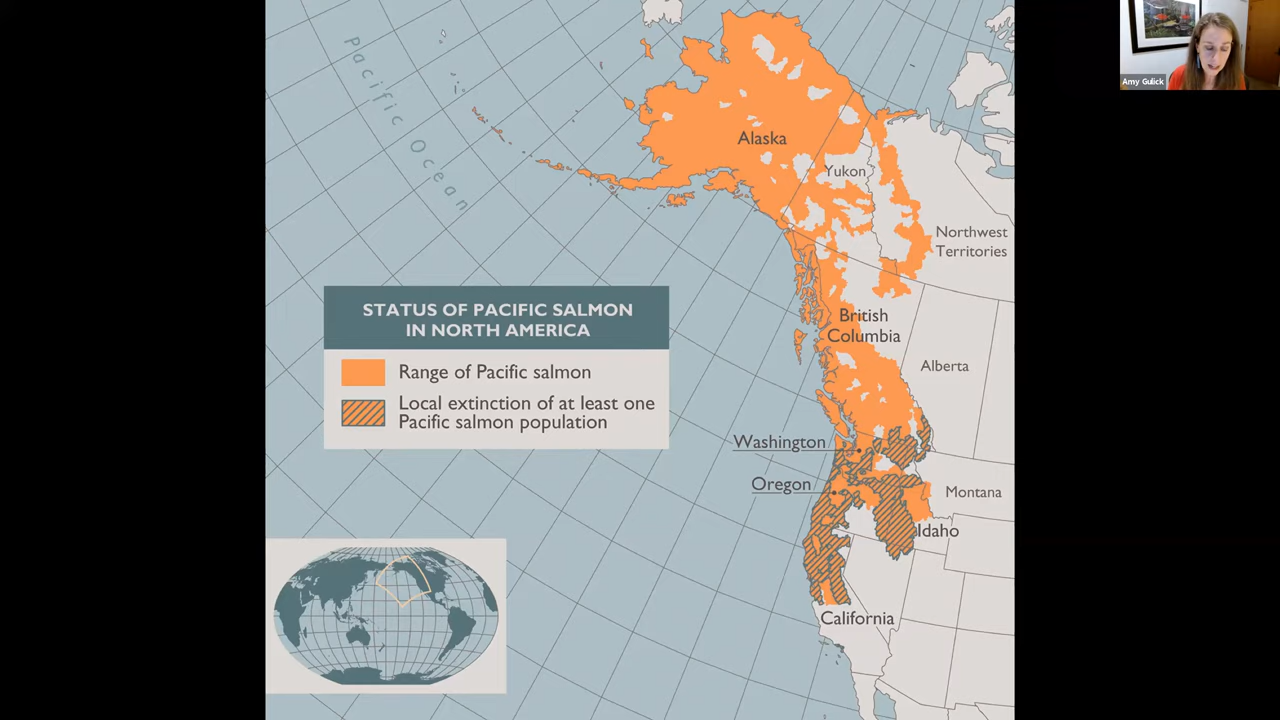 Amy Gulick
Pacific Ocean
Alaska
Yukon
Northwest
Territories
STATUS OF PACIFIC SALMON
IN NORTH AMERICA
Range of Pacific salmon
Local extinction of at least one
Pacific salmon population
British
Columbia
Alberta
Washington
Oregon
Montana
Idaho
California